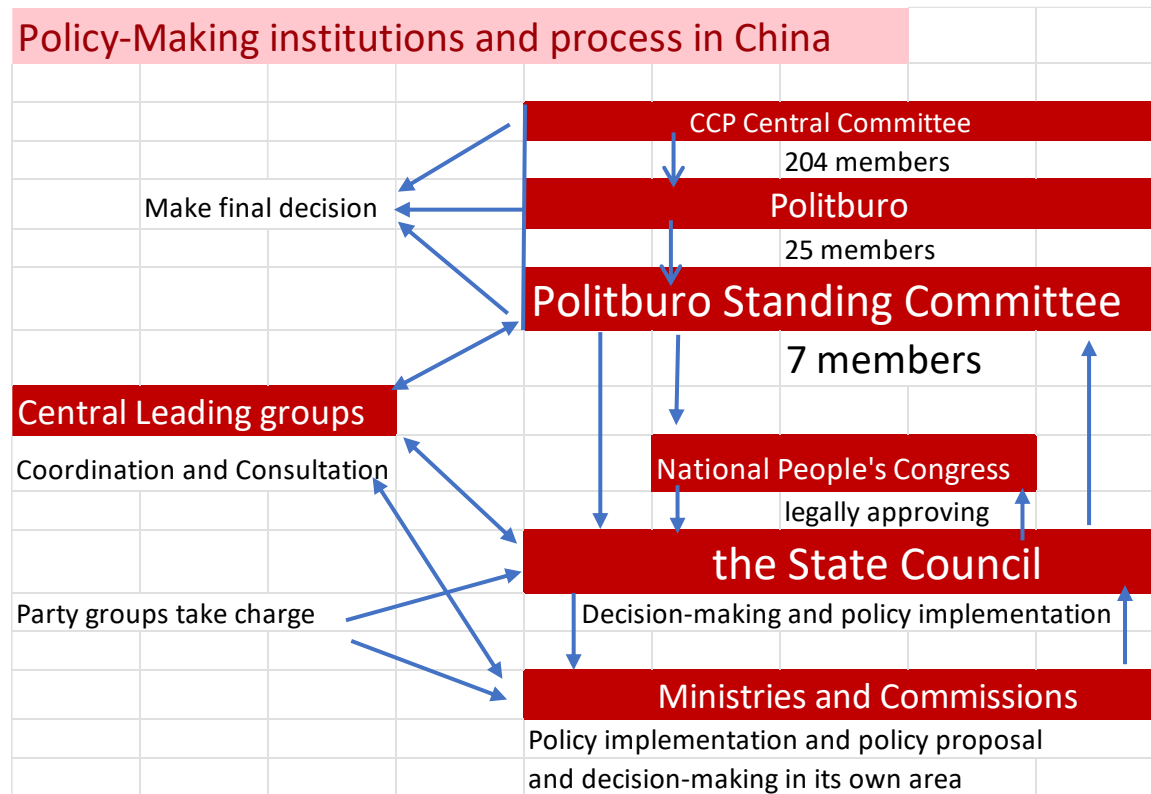 Policy-Making institutions and process in China
CCP Central Committee
204 members
Make final decision
Politburo
25 members
Politburo Standing Committee
7 members
Central Leading groups
Coordination and Consultation
National People's Congress
legally approving
the State Council
Party groups take charge
Decision-making and policy implementation
Ministries and Commissions
Policy implementation and policy proposal
and decision-making in its own area